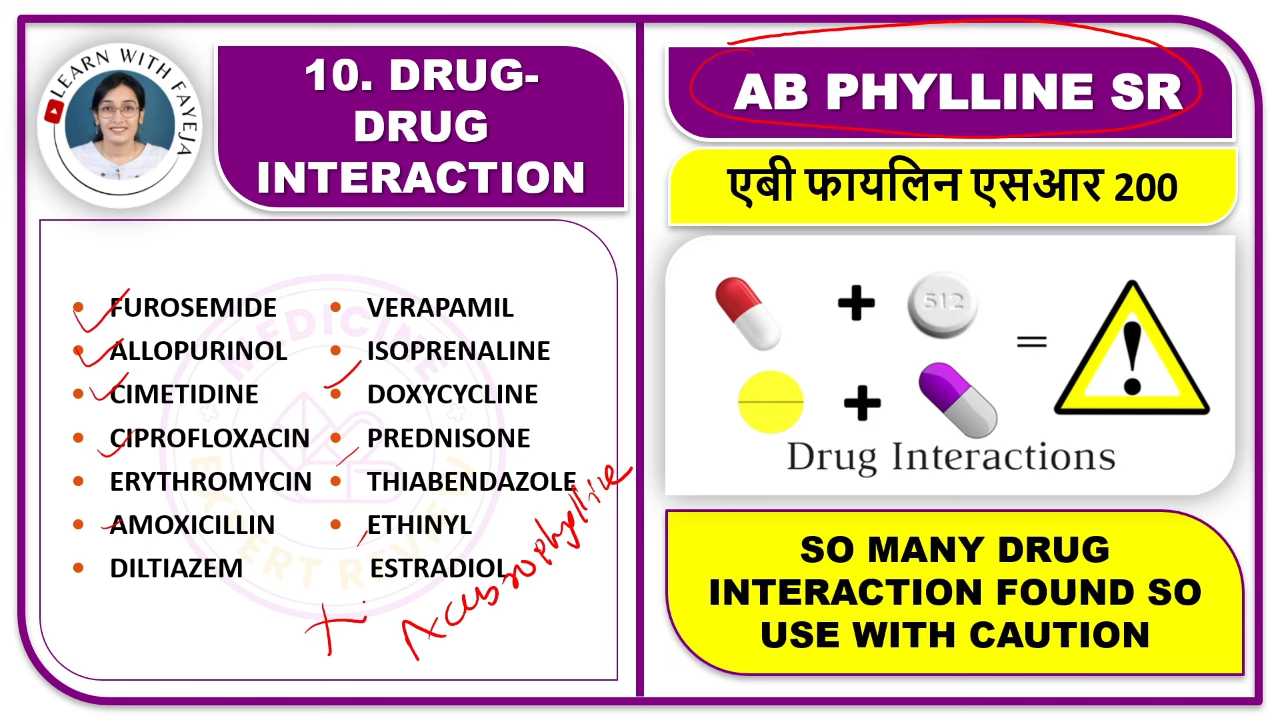 LEARN WITH FAYEJA
10. DRUG-
DRUG
INTERACTION
FUROSEMIDE
ALLOPURINOL
CIMETIDINE
CIPROFLOXACIN
ERYTHROMYCIN
AMOXICILLIN
DILTIAZEM
VERAPAMIL
ISOPRENALINE
DOXYCYCLINE
PREDNISONE
THIABENDAZOLE
ETHINYL
ESTRADIOL
AB PHYLLINE SR
एबी फायलिन एसआर 200
512
Drug Interactions
SO MANY DRUG
INTERACTION FOUND SO
USE WITH CAUTION
MEDICINE